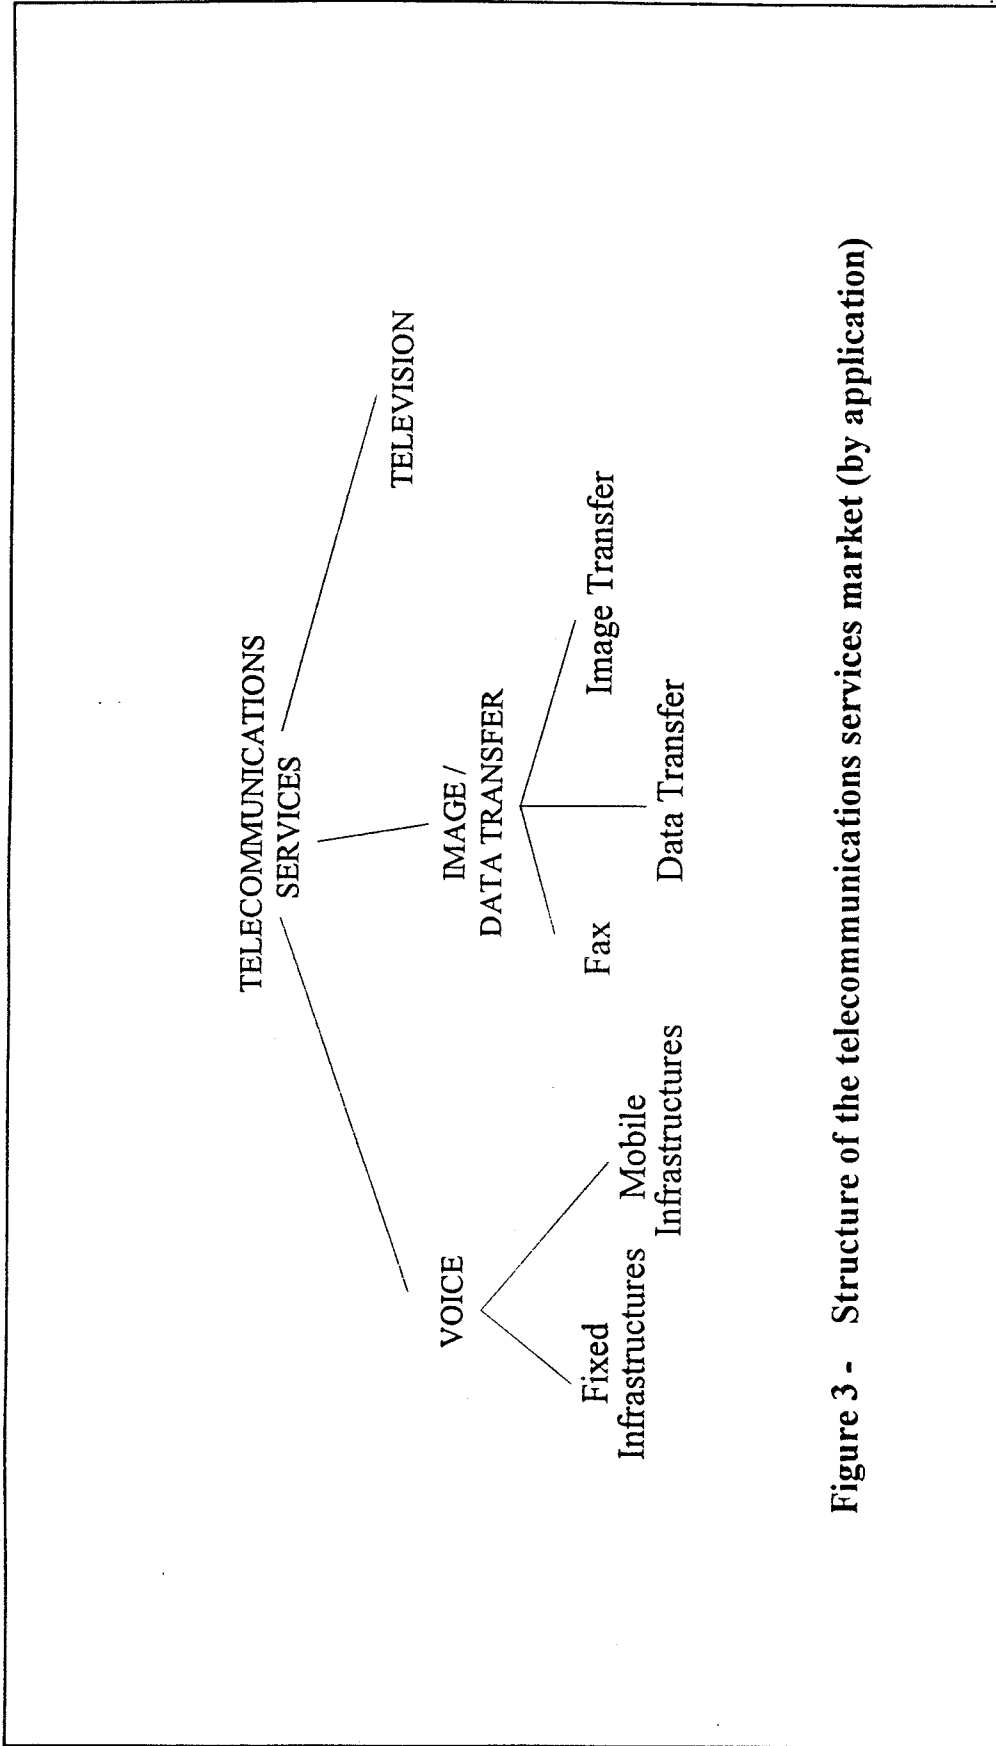 TELECOMMUNICATIONS
SERVICES
VOICE
IMAGE /
DATA TRANSFER
TELEVISION
Fixed
Infrastructures
Mobile
Infrastructures
Fax
Data Transfer
Image Transfer
Figure 3 - Structure of the telecommunications services market (by application)